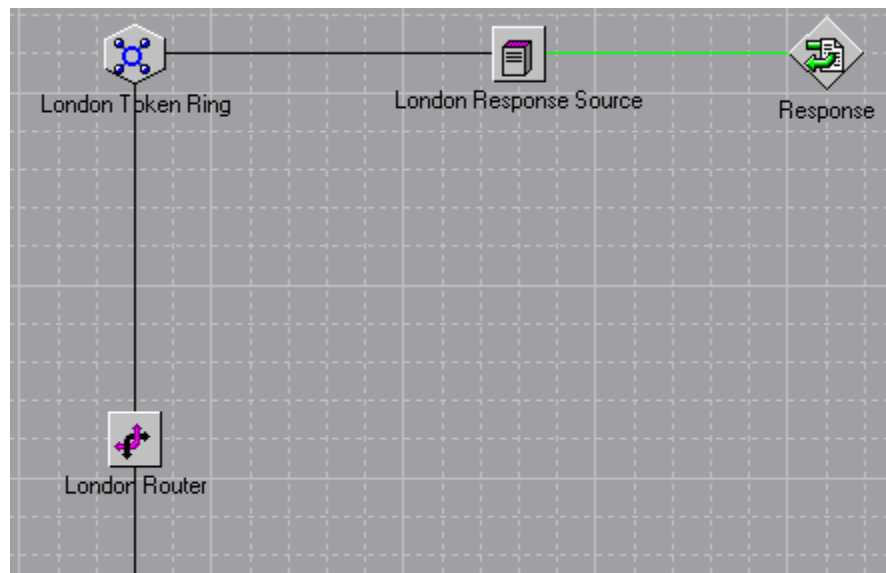 London Token Ring
London Response Source
Response
London Router